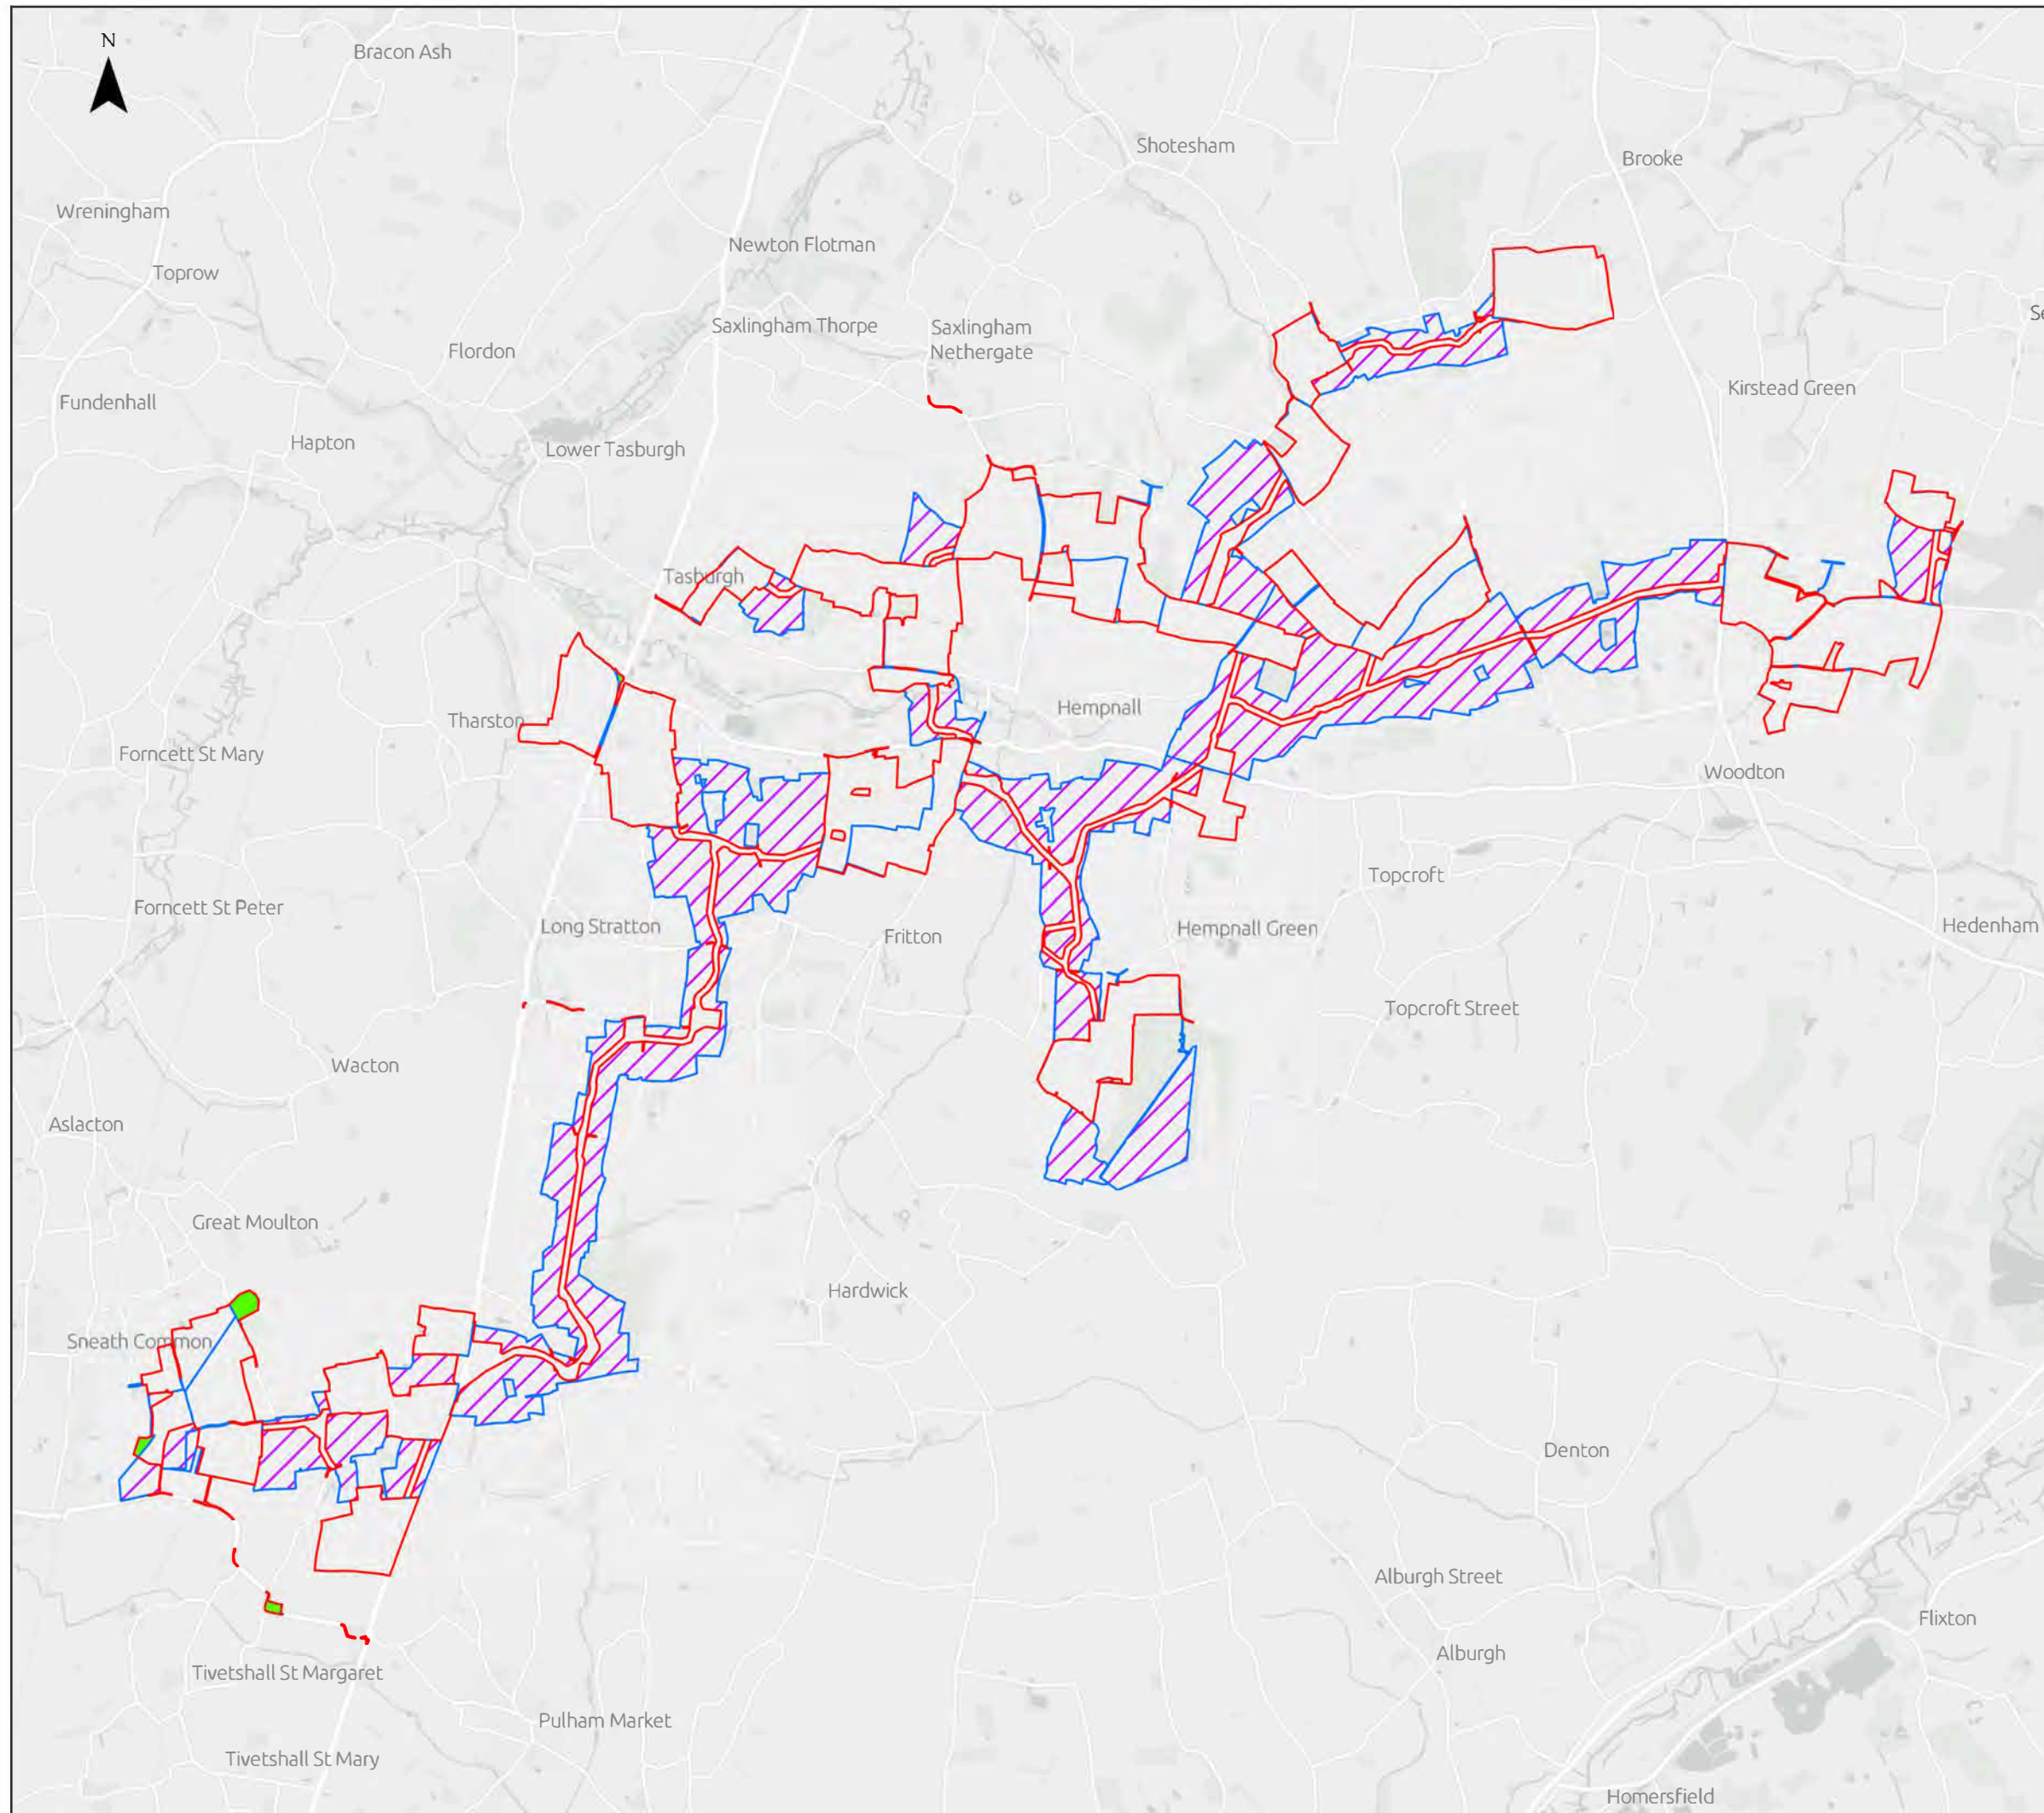 N
Bracon Ash
Shotesham
Brooke
Wreningham
Newton Flotman
Toprow
Saxlingham Thorpe
Saxlingham
Nethergate
Flordon
Kirstead Green
Fundenhall
Hapton
Lower Tasburgh
Tasburgh
Hempnall
Tharston
Forncett St Mary
Woodton
Topcroft
Forncett St Peter
Long Stratton
Fritton
Hempnall Green
Hedenham
Topcroft Street
Wacton
Aslacton
Great Moulton
Hardwick
Sneath Common
Denton
Alburgh Street
Flixton
Alburgh
Tivetshall St Margaret
Pulham Market
Tivetshall St Mary
Homersfield